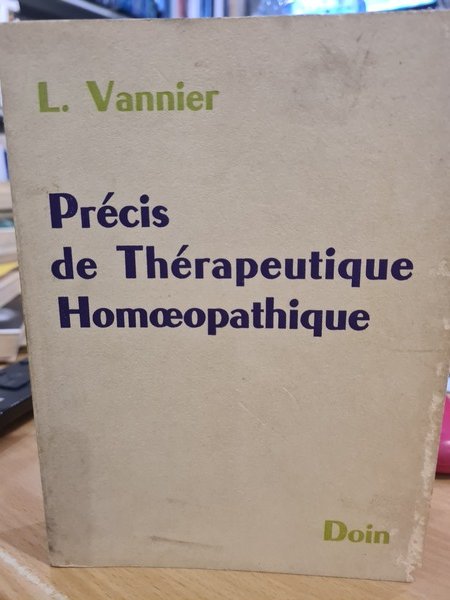 L. Vannier
Précis
de Thérapeutique
Homœopathique
Doin